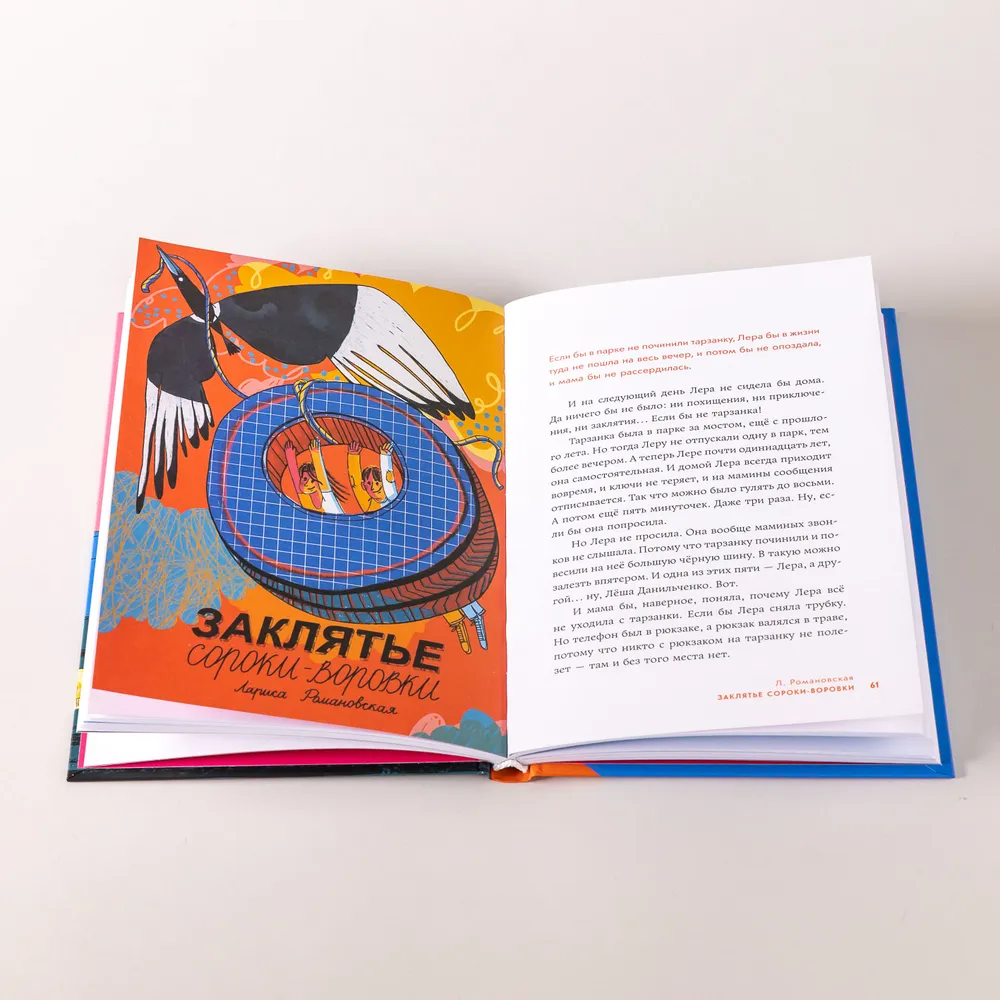 ЗАКЛЯТЬЕ
СОРОКИ-ВОРОВКИ
Лариса Романовская
Если бы в парке не починили тарзанку, Лера бы в жизни
туда не пошла на весь вечер, и потом бы не опоздала,
и мама бы не рассердилась.
И на следующий день Лера не сидела бы дома.
Да ничего бы не было: ни похищения, ни приключе-
ния, ни заклятия... Если бы не тарзанка!
Тарзанка была в парке за мостом, ещё с прошло-
го лета. Но тогда Леру не отпускали одну в парк, тем
более вечером. А теперь Лере почти одиннадцать лет,
она самостоятельная. И домой Лера всегда приходит
вовремя, и ключи не теряет, и на мамины сообщения
отписывается. Так что можно было гулять до восьми.
А потом ещё пять минуточек. Даже три раза. Ну, ес-
ли бы она попросила.
Но Лера не просила. Она вообще маминых звон-
ков не слышала. Потому что тарзанку починили и по-
весили на неё большую чёрную шину. В такую можно
залезть впятером. И одна из этих пяти — Лера, а дру-
гой... ну, Лёша Данильченко. Вот.
И мама бы, наверное, поняла, почему Лера всё
не уходила с тарзанки. Если бы Лера сняла трубку.
Но телефон был в рюкзаке, а рюкзак валялся в траве,
потому что никто с рюкзаком на тарзанку не поле-
зет — там и без того места нет.
Л. Романовская
ЗАКЛЯТЬЕ СОРОКИ-ВОРОВКИ 61